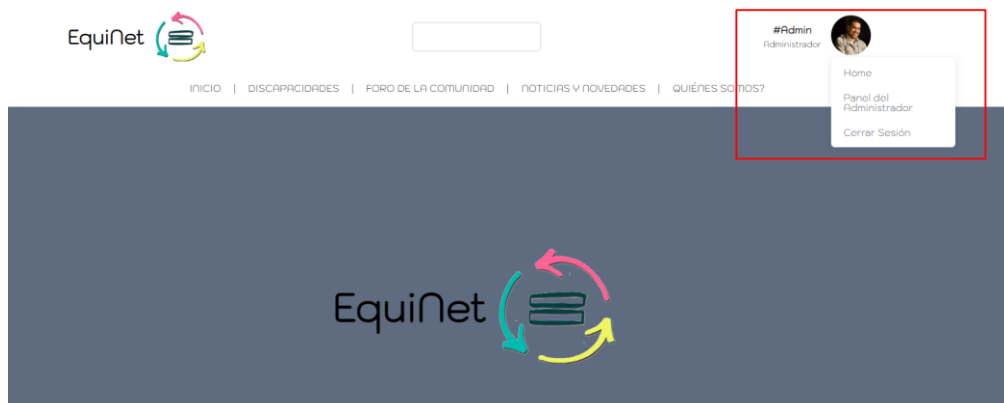 EquiNet
#Admin
Administrador
Home
Panel del
Administrador
Cerrar Sesión
INICIO | DISCAPACIDADES | FORO DE LA COMUNIDAD | NOTICIAS Y NOVEDADES | QUIÉNES SOMOS?
EquiNet